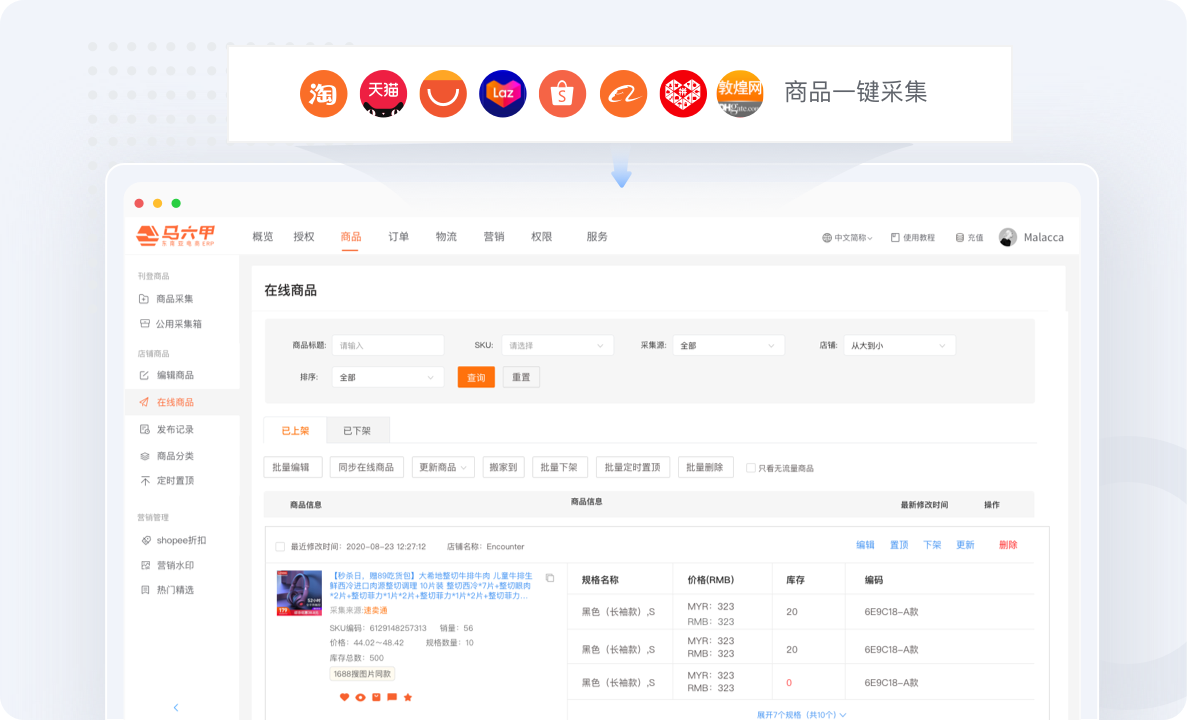 淘
天猫
Laz
S
拼
敦煌网
DHgate.com
商品一键采集
马六甲
东南亚电商ERP
概览 授权 商品 订单 物流 营销 权限 服务
中文简称 使用教程 充值 Malacca
刊登商品
商品采集
公用采集箱
店铺商品
编辑商品
在线商品
发布记录
商品分类
定时置顶
营销管理
shopee折扣
营销水印
热门精选
在线商品
商品标题: 请输入 SKU: 请选择 采集源: 全部 店铺: 从大到小
排序: 全部 查询 重置
已上架 已下架
批量编辑 同步在线商品 更新商品 搬家到 批量下架 批量定时置顶 批量删除 只看无流量商品
商品信息 商品信息 最新修改时间 操作
最近修改时间: 2020-08-23 12:27:12 店铺名称: Encounter 编辑 置顶 下架 更新 删除
【秒杀日，赠89吃货包】大希地整切牛排牛肉 儿童牛排生
鲜西冷进口肉源整切调理 10片装 整切西冷*7片+整切眼肉
*2片+整切菲力*1片*2片+整切菲力*1片*2片+整切菲力...
采集来源:速卖通
SKU编码: 6129148257313 销量: 56
价格: 44.02～48.42 规格数量: 10
库存总数: 500
1688搜图片同款
规格名称 价格(RMB) 库存 编码
黑色（长袖款）,S MYR: 323 20 6E9C18-A款
RMB: 323
黑色（长袖款）,S MYR: 323 20 6E9C18-A款
RMB: 323
黑色（长袖款）,S MYR: 323 0 6E9C18-A款
RMB: 323
展开7个规格（共10个）